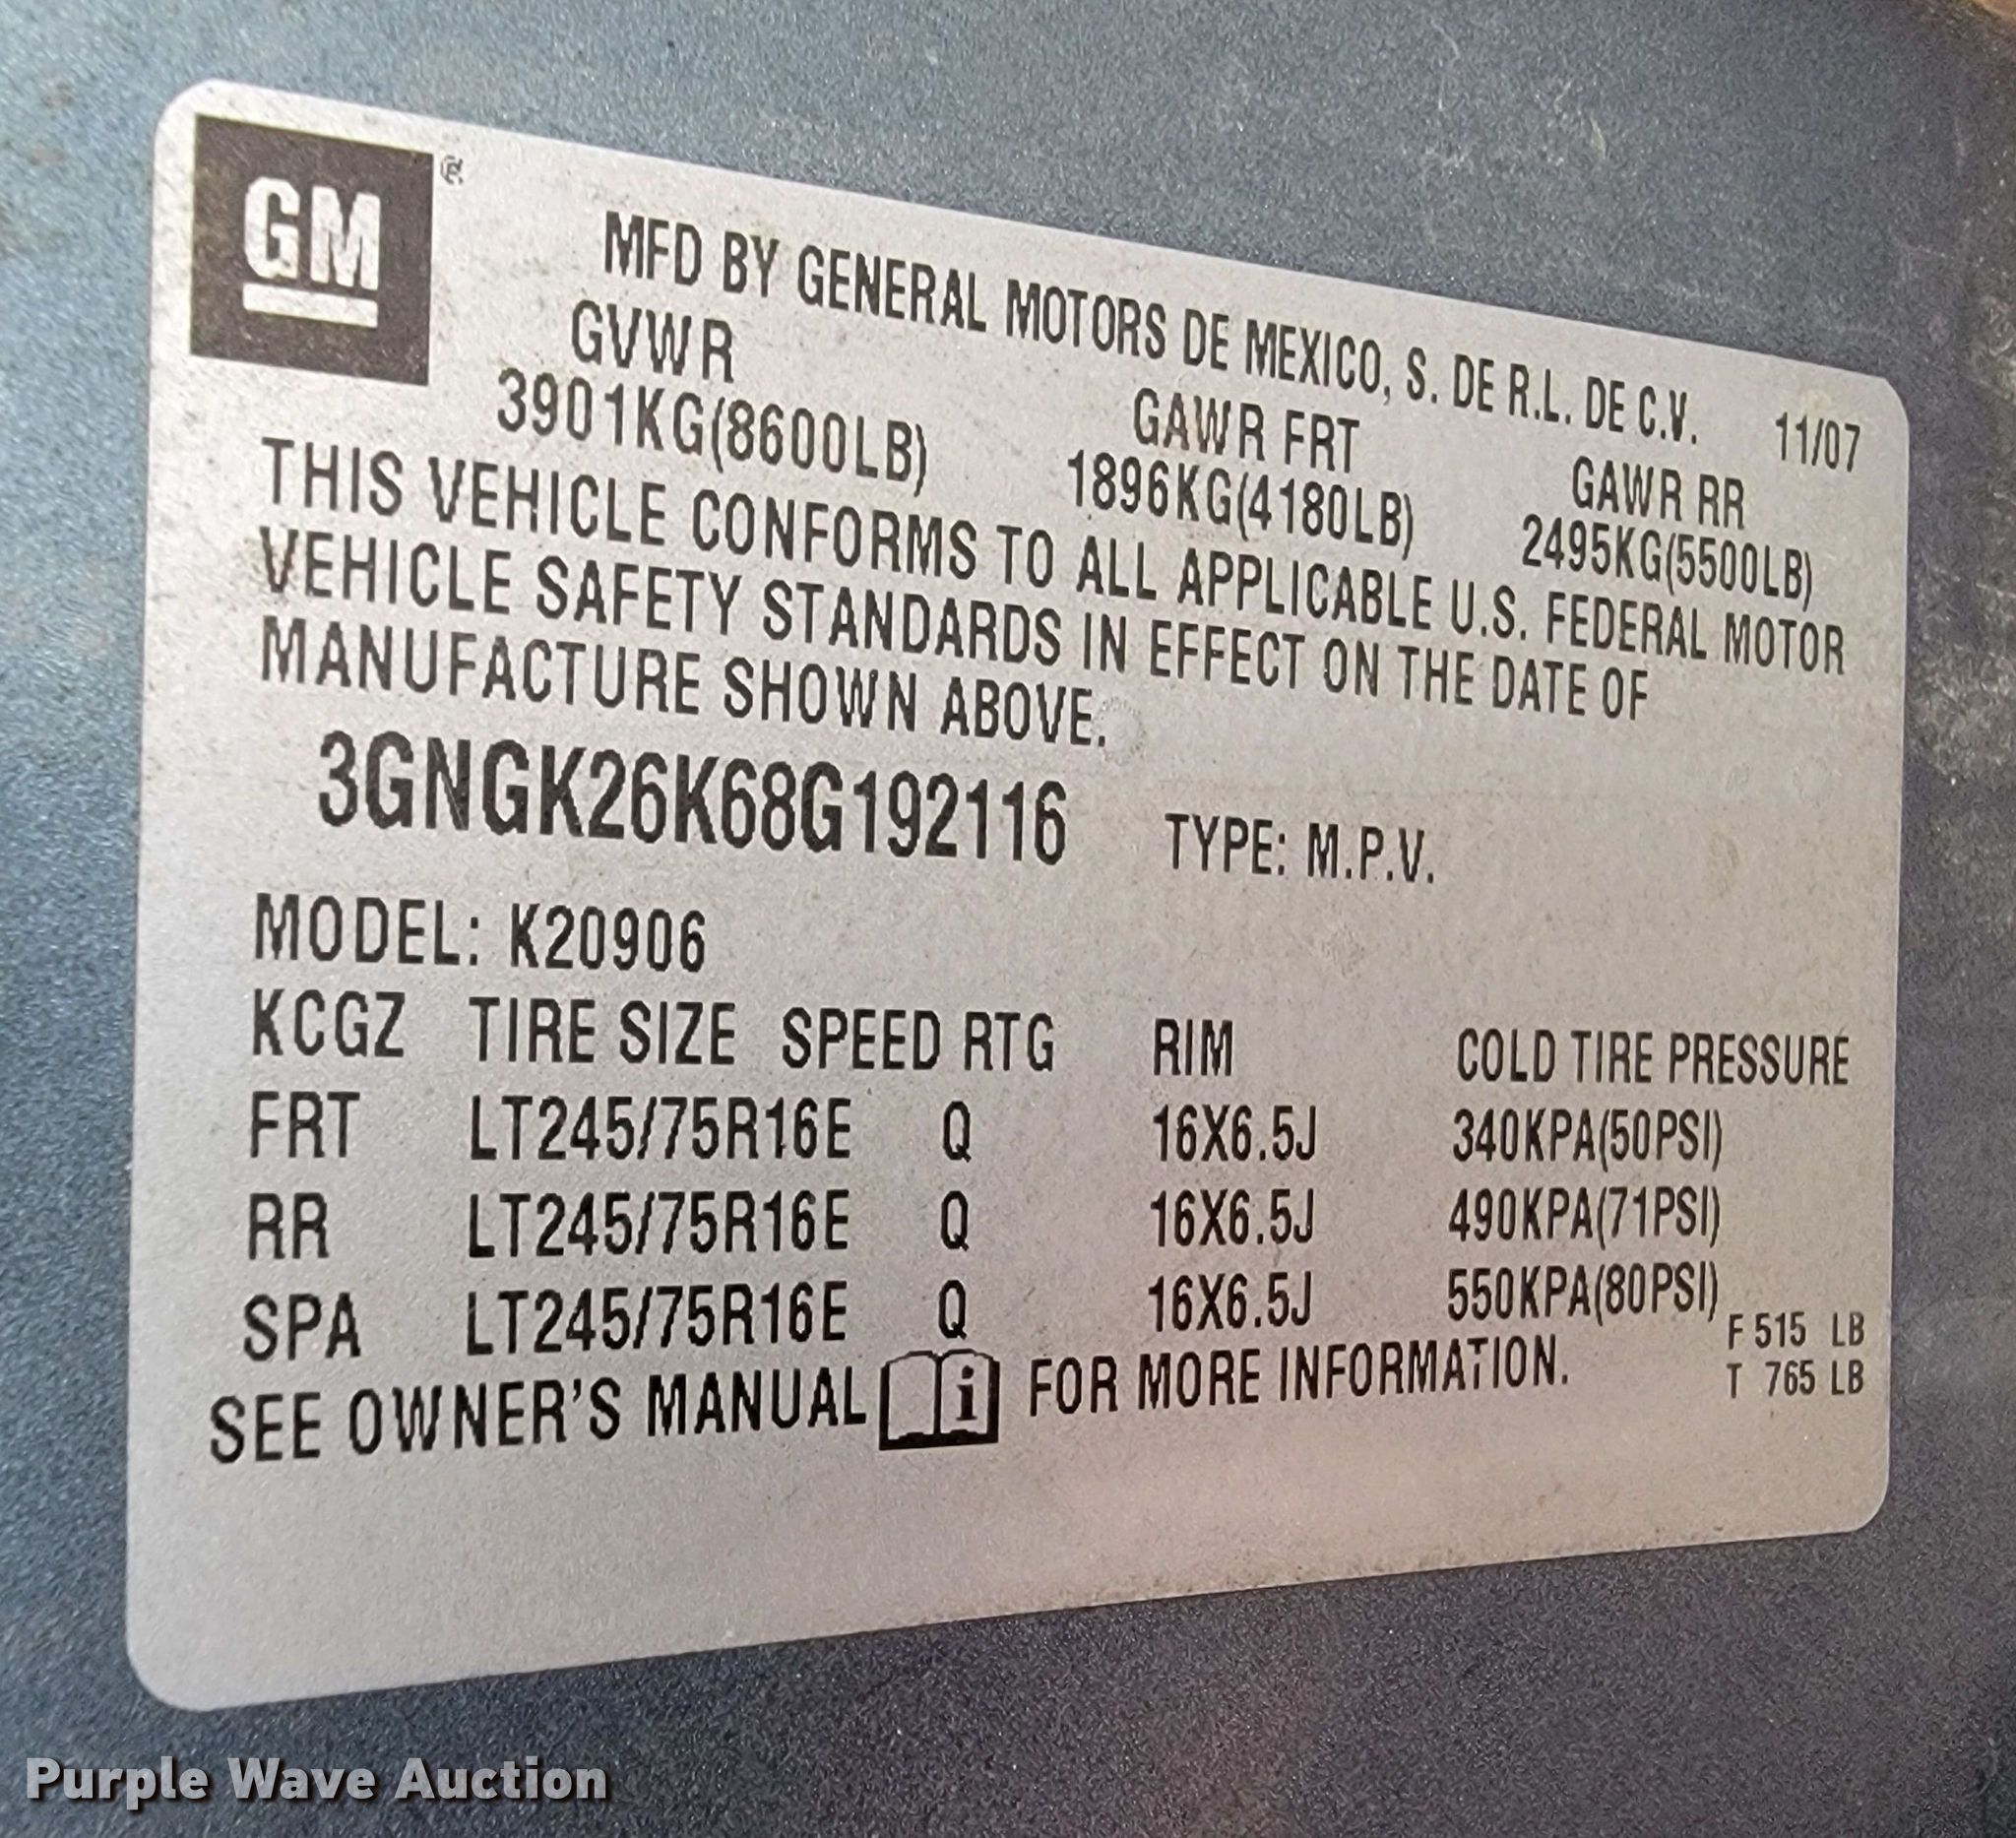 GM ®
MFD BY GENERAL MOTORS DE MEXICO, S. DE R.L. DE C.V. 11/07
GVWR GAWR FRT GAWR RR
3901KG(8600LB) 1896KG(4180LB) 2495KG(5500LB)
THIS VEHICLE CONFORMS TO ALL APPLICABLE U.S. FEDERAL MOTOR
VEHICLE SAFETY STANDARDS IN EFFECT ON THE DATE OF
MANUFACTURE SHOWN ABOVE.
3GNGK26K68G192116 TYPE: M.P.V.
MODEL: K20906
KCGZ TIRE SIZE SPEED RTG RIM COLD TIRE PRESSURE
FRT LT245/75R16E Q 16X6.5J 340KPA(50PSI)
RR LT245/75R16E Q 16X6.5J 490KPA(71PSI)
SPA LT245/75R16E Q 16X6.5J 550KPA(80PSI)
F 515 LB
SEE OWNER'S MANUAL i FOR MORE INFORMATION.
T 765 LB
Purple Wave Auction